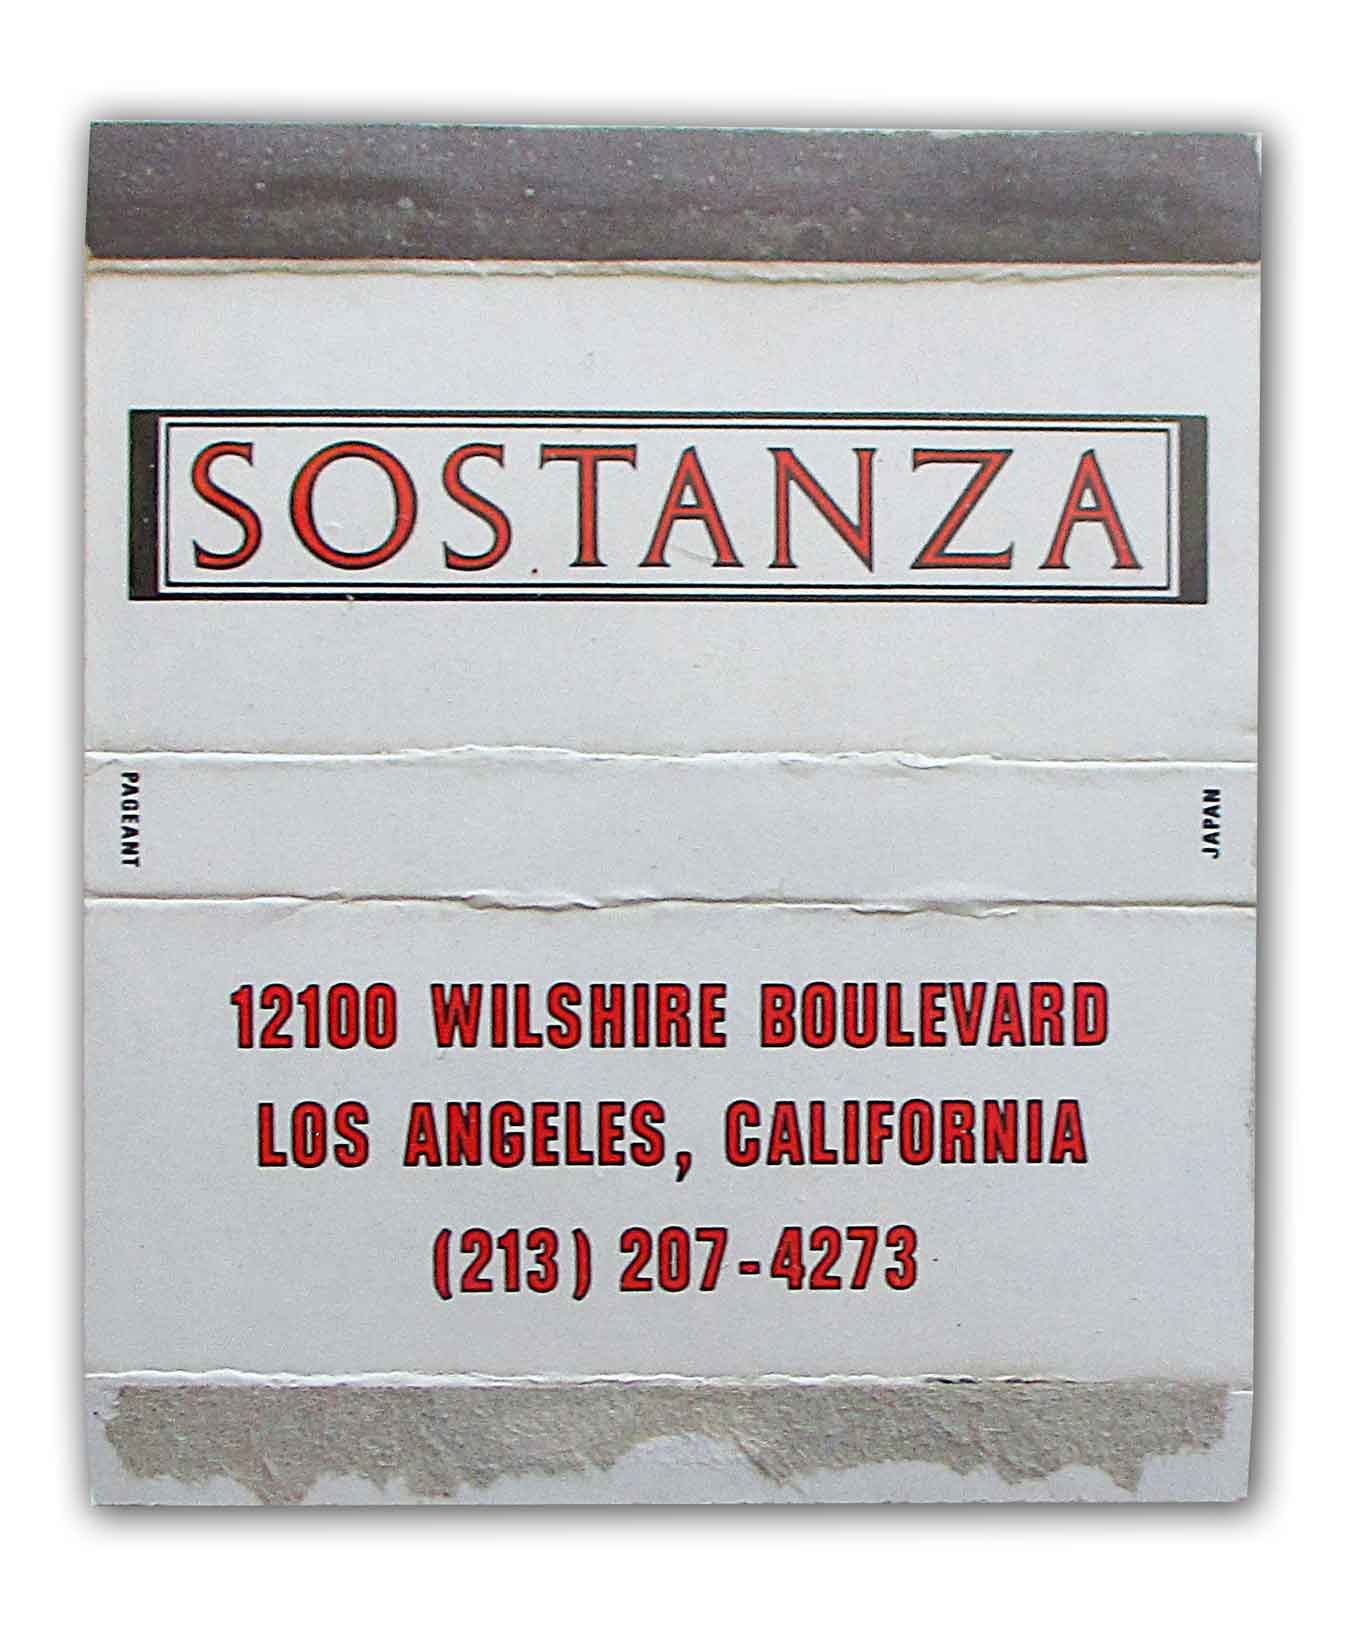 SOSTANZA
PAGEANT
JAPAN
12100 WILSHIRE BOULEVARD
LOS ANGELES, CALIFORNIA
(213) 207-4273